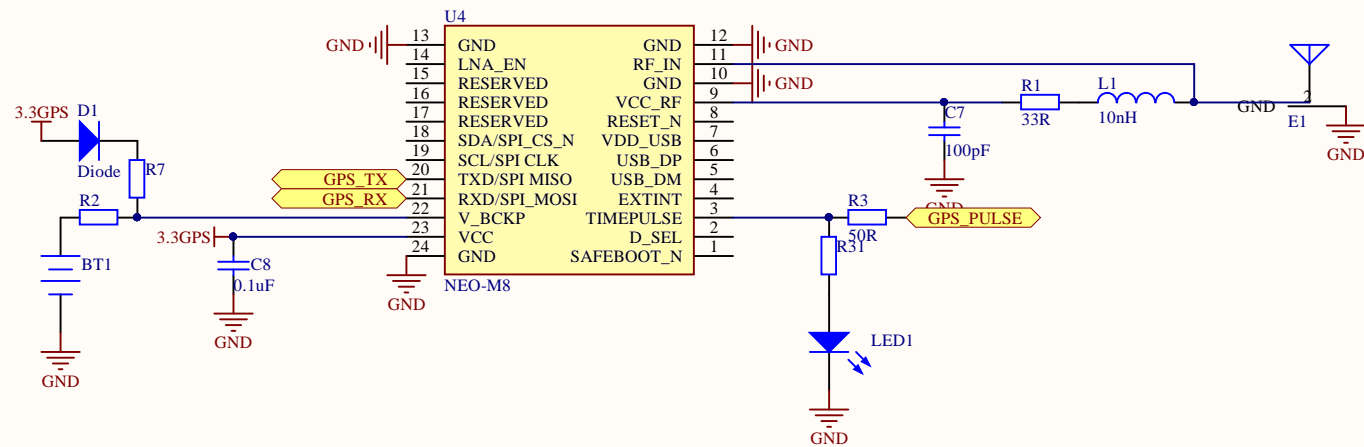 U4
GND 13 GND GND 12 GND
14 LNA_EN RF_IN 11
15 RESERVED GND 10 GND
16 RESERVED VCC_RF 9
17 RESERVED RESET_N 8
18 SDA/SPI_CS_N VDD_USB 7
19 SCL/SPI CLK USB_DP 6
GPS_TX 20 TXD/SPI MISO USB_DM 5
GPS_RX 21 RXD/SPI_MOSI EXTINT 4
22 V_BCKP TIMEPULSE 3
3.3GPS 23 VCC D_SEL 2
24 GND SAFEBOOT_N 1
GND
NEO-M8
3.3GPS
D1
Diode
R7
R2
BT1
GND
C8
0.1uF
GND
R1
33R
L1
10nH
C7
100pF
GND
GND 2
E1
GND
R3
50R
GPS_PULSE
R31
LED1
GND